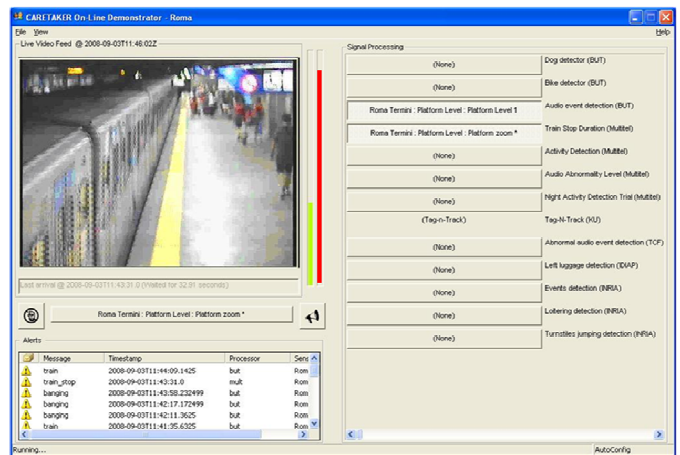 CARETAKER On-Line Demonstrator - Roma
File View Help
Live Video Feed @ 2008-09-03T11:46:02Z
Last arrival @ 2008-09-03T11:43:31.0 (Waited for 32.91 seconds)
Roma Termini : Platform Level : Platform zoom *
Alerts
Message Timestamp Processor Sens
train 2008-09-03T11:44:09.1425 but Rom
train_stop 2008-09-03T11:43:31.0 mult Rom
banging 2008-09-03T11:43:58.232499 but Rom
banging 2008-09-03T11:42:17.172499 but Rom
banging 2008-09-03T11:42:11.3625 but Rom
train 2008-09-03T11:41:35.6325 but Rom
Signal Processing
(None) Dog detector (BUT)
(None) Bike detector (BUT)
Roma Termini : Platform Level : Platform Level 1 Audio event detection (BUT)
Roma Termini : Platform Level : Platform zoom * Train Stop Duration (Multitel)
(None) Activity Detection (Multitel)
(None) Audio Abnormality Level (Multitel)
(None) Night Activity Detection Trial (Multitel)
(Tag-n-Track) Tag-N-Track (KU)
(None) Abnormal audio event detection (TCF)
(None) Left luggage detection (IDIAP)
(None) Events detection (INRIA)
(None) Loitering detection (INRIA)
(None) Turnstiles jumping detection (INRIA)
Running... AutoConfig